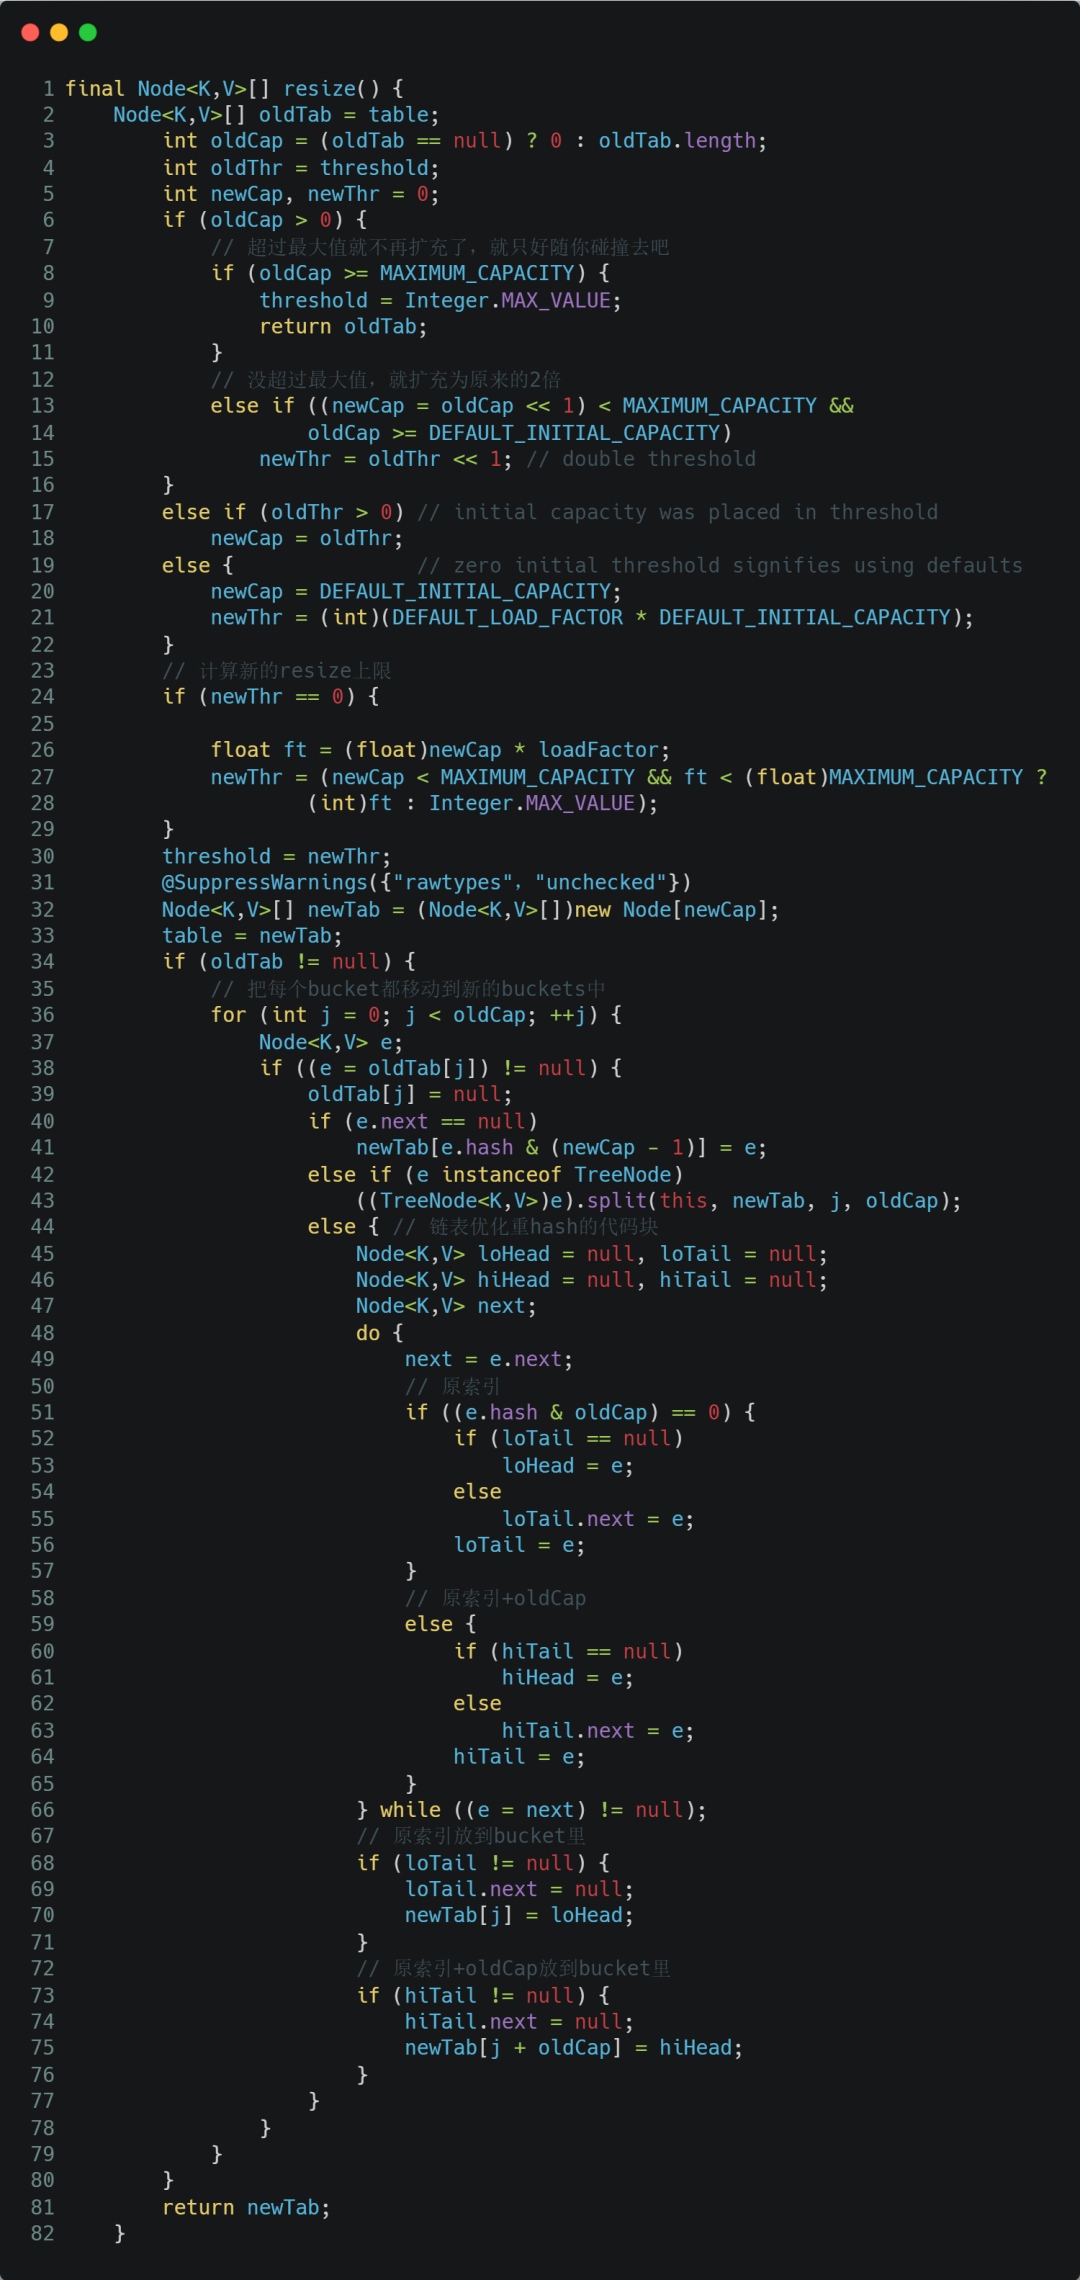 1 final Node<K,V>[] resize() {
2     Node<K,V>[] oldTab = table;
3         int oldCap = (oldTab == null) ? 0 : oldTab.length;
4         int oldThr = threshold;
5         int newCap, newThr = 0;
6         if (oldCap > 0) {
7             // 超过最大值就不再扩充了，就只好随你碰撞去吧
8             if (oldCap >= MAXIMUM_CAPACITY) {
9                 threshold = Integer.MAX_VALUE;
10                 return oldTab;
11             }
12             // 没超过最大值，就扩充为原来的2倍
13             else if ((newCap = oldCap << 1) < MAXIMUM_CAPACITY &&
14                     oldCap >= DEFAULT_INITIAL_CAPACITY)
15                 newThr = oldThr << 1; // double threshold
16         }
17         else if (oldThr > 0) // initial capacity was placed in threshold
18             newCap = oldThr;
19         else {               // zero initial threshold signifies using defaults
20             newCap = DEFAULT_INITIAL_CAPACITY;
21             newThr = (int)(DEFAULT_LOAD_FACTOR * DEFAULT_INITIAL_CAPACITY);
22         }
23         // 计算新的resize上限
24         if (newThr == 0) {
25
26             float ft = (float)newCap * loadFactor;
27             newThr = (newCap < MAXIMUM_CAPACITY && ft < (float)MAXIMUM_CAPACITY ?
28                     (int)ft : Integer.MAX_VALUE);
29         }
30         threshold = newThr;
31         @SuppressWarnings({"rawtypes"，"unchecked"})
32         Node<K,V>[] newTab = (Node<K,V>[])new Node[newCap];
33         table = newTab;
34         if (oldTab != null) {
35             // 把每个bucket都移动到新的buckets中
36             for (int j = 0; j < oldCap; ++j) {
37                 Node<K,V> e;
38                 if ((e = oldTab[j]) != null) {
39                     oldTab[j] = null;
40                     if (e.next == null)
41                         newTab[e.hash & (newCap - 1)] = e;
42                     else if (e instanceof TreeNode)
43                         ((TreeNode<K,V>)e).split(this, newTab, j, oldCap);
44                     else { // 链表优化重hash的代码块
45                         Node<K,V> loHead = null, loTail = null;
46                         Node<K,V> hiHead = null, hiTail = null;
47                         Node<K,V> next;
48                         do {
49                             next = e.next;
50                             // 原索引
51                             if ((e.hash & oldCap) == 0) {
52                                 if (loTail == null)
53                                     loHead = e;
54                                 else
55                                     loTail.next = e;
56                                 loTail = e;
57                             }
58                             // 原索引+oldCap
59                             else {
60                                 if (hiTail == null)
61                                     hiHead = e;
62                                 else
63                                     hiTail.next = e;
64                                 hiTail = e;
65                             }
66                         } while ((e = next) != null);
67                         // 原索引放到bucket里
68                         if (loTail != null) {
69                             loTail.next = null;
70                             newTab[j] = loHead;
71                         }
72                         // 原索引+oldCap放到bucket里
73                         if (hiTail != null) {
74                             hiTail.next = null;
75                             newTab[j + oldCap] = hiHead;
76                         }
77                     }
78                 }
79             }
80         }
81         return newTab;
82     }